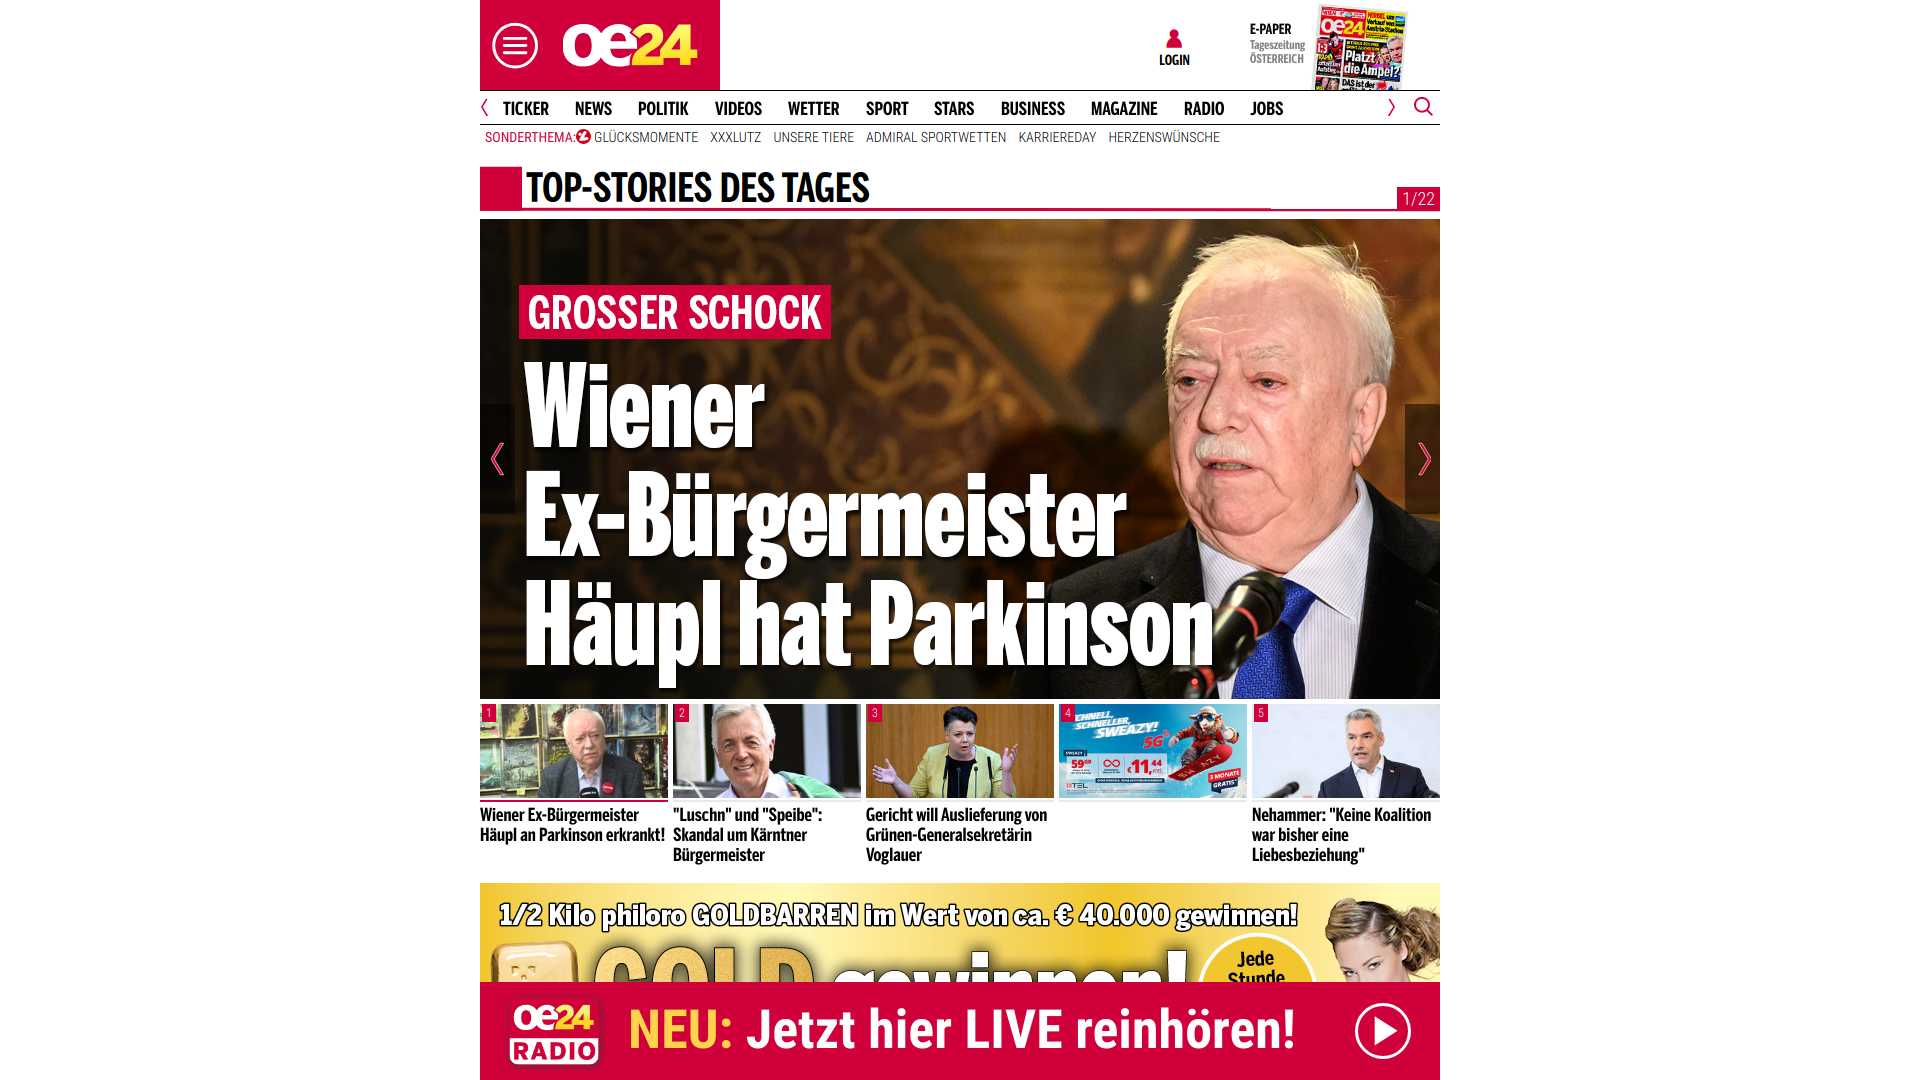 oe24
LOGIN
E-PAPER
Tageszeitung
ÖSTERREICH
oe24
Platzt
die Ampel?
TICKER NEWS POLITIK VIDEOS WETTER SPORT STARS BUSINESS MAGAZINE RADIO JOBS
SONDERTHEMA: GLÜCKSMOMENTE XXXLUTZ UNSERE TIERE ADMIRAL SPORTWETTEN KARRIEREDAY HERZENSWÜNSCHE
TOP-STORIES DES TAGES
1/22
GROSSER SCHOCK
Wiener
Ex-Bürgermeister
Häupl hat Parkinson
1
2
3
4
5
SCHNELL,
SCHNELLER,
SWEAZY!
5G
€11,44
3 MONATE
GRATIS*
Wiener Ex-Bürgermeister
Häupl an Parkinson erkrankt!
"Luschn" und "Speibe":
Skandal um Kärntner
Bürgermeister
Gericht will Auslieferung von
Grünen-Generalsekretärin
Voglauer
Nehammer: "Keine Koalition
war bisher eine
Liebesbeziehung"
1/2 Kilo philoro GOLDBARREN im Wert von ca. € 40.000 gewinnen!
GOLD gewinnen!
Jede
Stunde
oe24
RADIO
NEU: Jetzt hier LIVE reinhören!